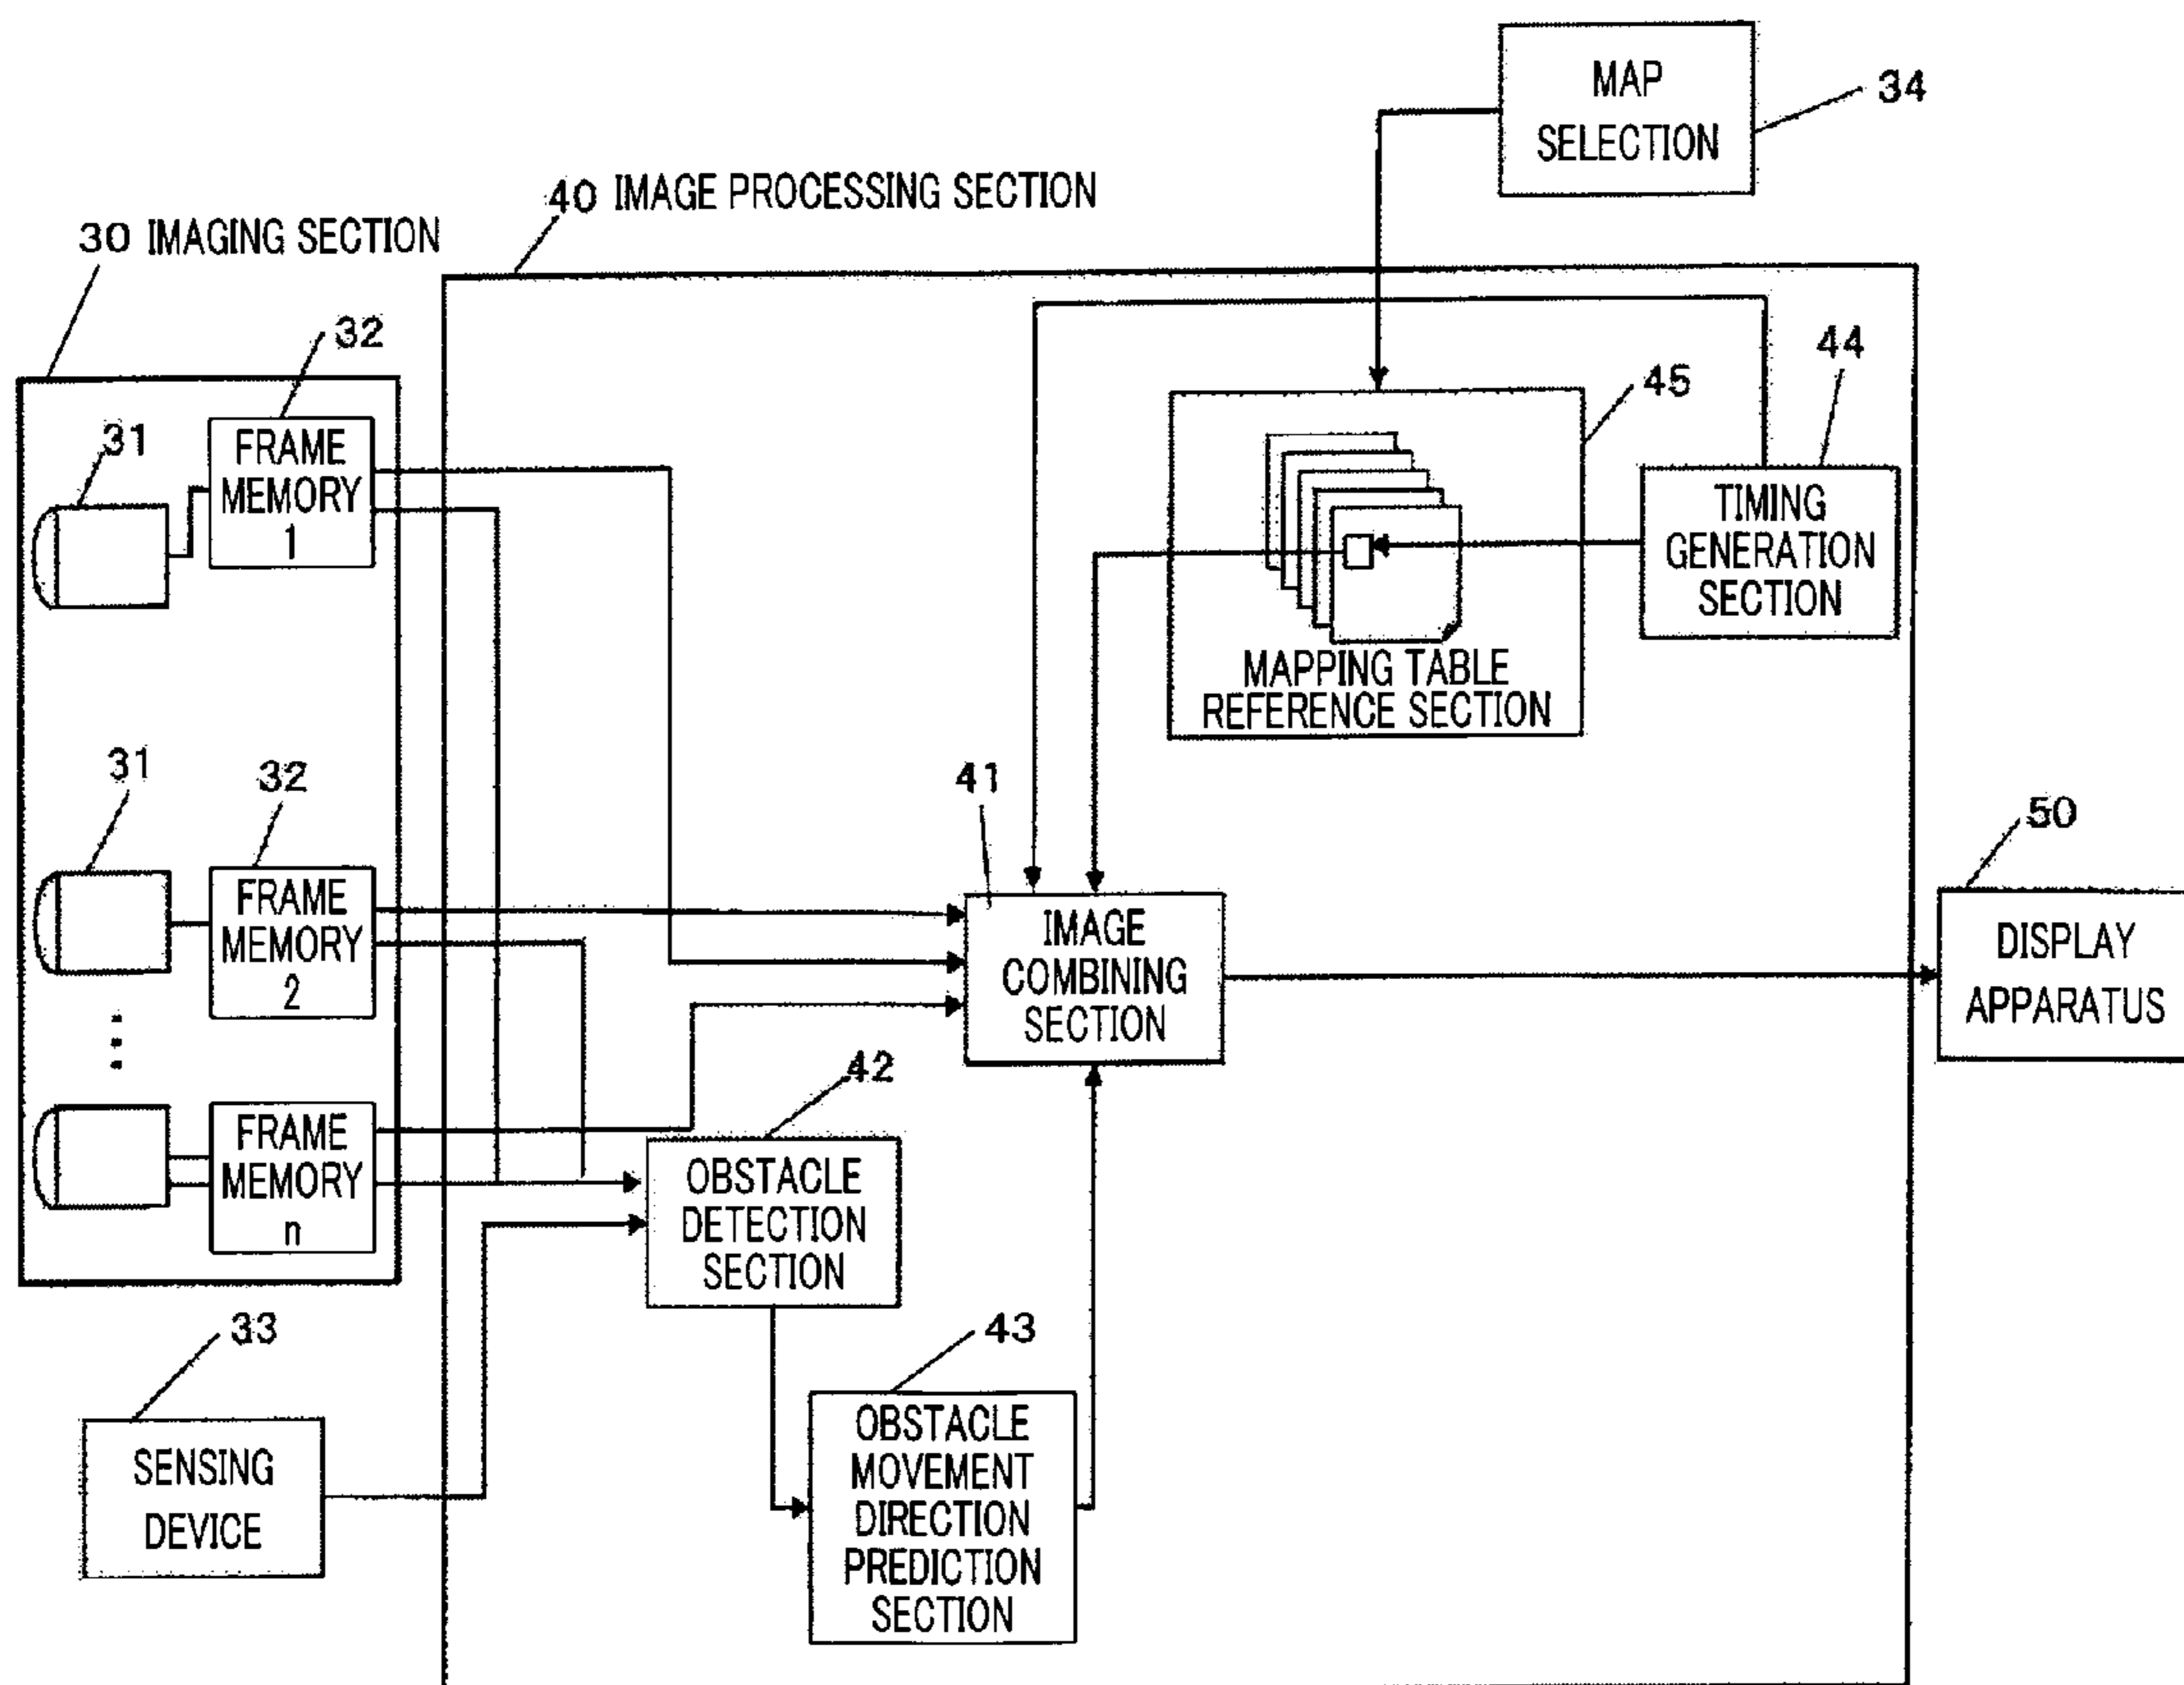 MAP
SELECTION
34
40 IMAGE PROCESSING SECTION
30 IMAGING SECTION
32
31
FRAME
MEMORY
1
44
45
TIMING
GENERATION
SECTION
MAPPING TABLE
REFERENCE SECTION
31
32
FRAME
MEMORY
2
41
IMAGE
COMBINING
SECTION
50
DISPLAY
APPARATUS
FRAME
MEMORY
n
42
OBSTACLE
DETECTION
SECTION
33
SENSING
DEVICE
43
OBSTACLE
MOVEMENT
DIRECTION
PREDICTION
SECTION